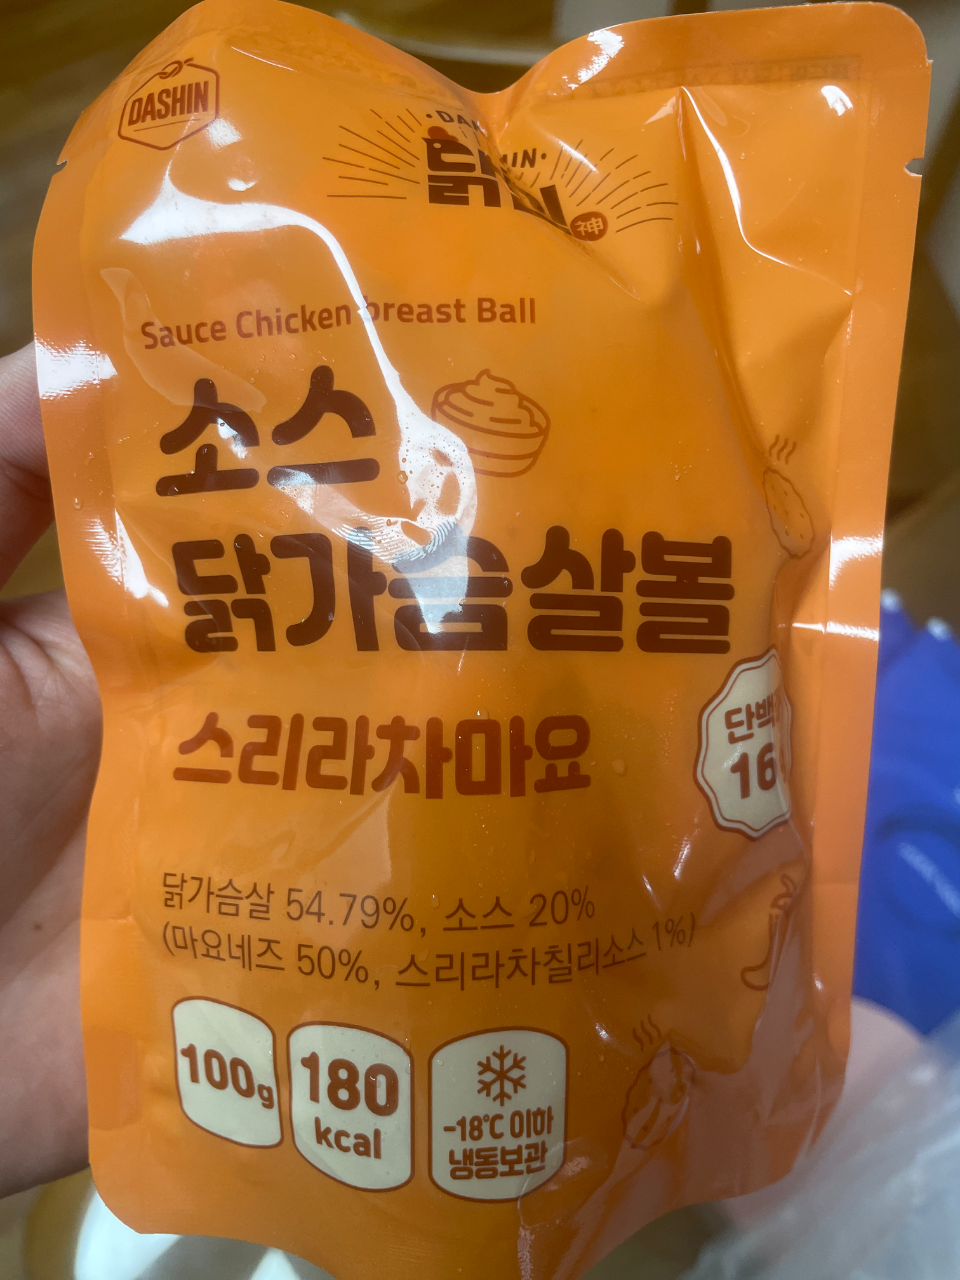 DASHIN
神
Sauce Chicken breast Ball
소스
닭가슴살볼
스리라차마요
16
닭가슴살 54.79%, 소스 20%
(마요네즈 50%, 스리라차칠리소스 1%)
100g
180
kcal
-18℃ 이하
냉동보관